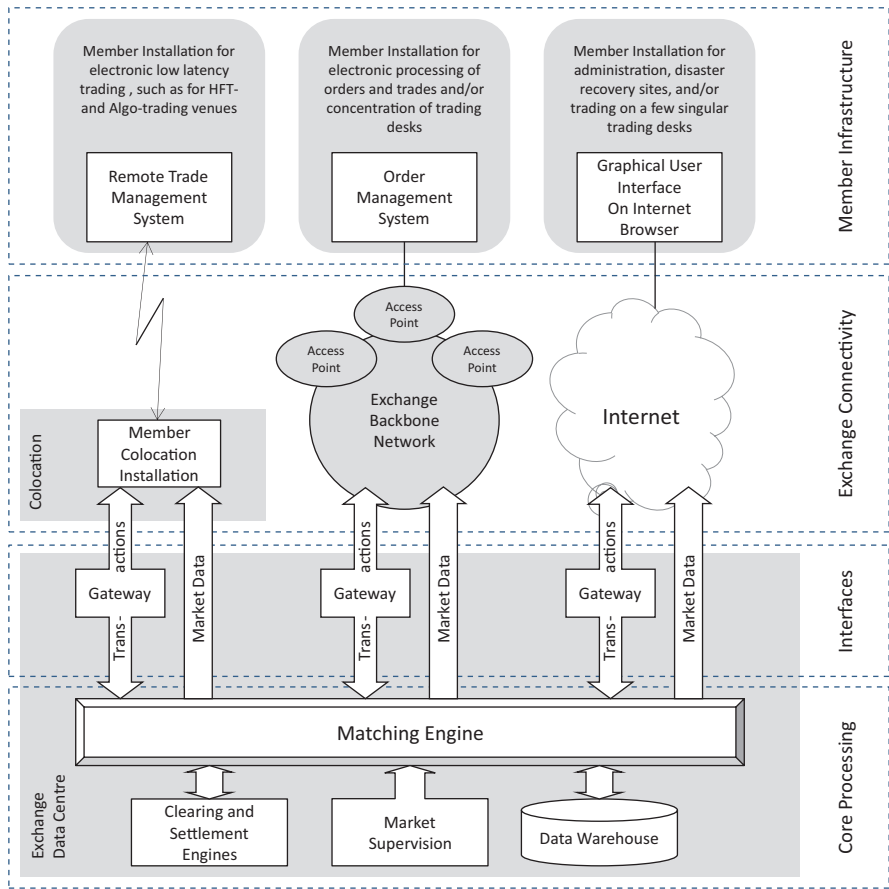 Member Installation for
electronic low latency
trading , such as for HFT-
and Algo-trading venues
Remote Trade
Management
System
Member Installation for
electronic processing of
orders and trades and/or
concentration of trading
desks
Order
Management
System
Member Installation for
administration, disaster
recovery sites, and/or
trading on a few singular
trading desks
Graphical User
Interface
On Internet
Browser
Member Infrastructure
Access
Point
Access
Point
Access
Point
Exchange
Backbone
Network
Internet
Colocation
Member
Colocation
Installation
Exchange Connectivity
Trans-
actions
Gateway
Market Data
Trans-
actions
Gateway
Market Data
Trans-
actions
Gateway
Market Data
Interfaces
Matching Engine
Exchange
Data Centre
Clearing and
Settlement
Engines
Market
Supervision
Data Warehouse
Core Processing